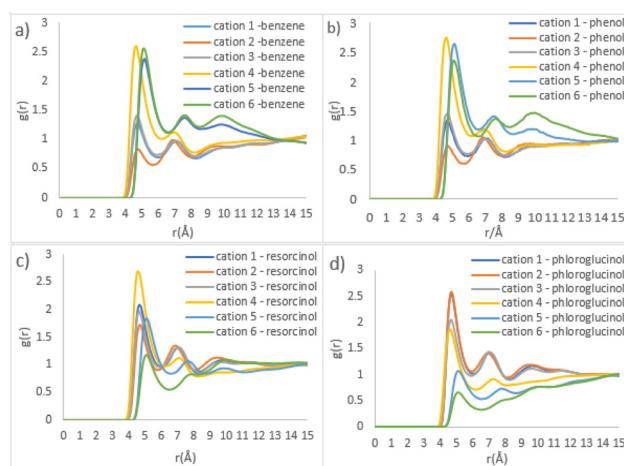 a)
cation 1 -benzene
cation 2 -benzene
cation 3 -benzene
cation 4 -benzene
cation 5 -benzene
cation 6 -benzene
g(r)
3
2.5
2
1.5
1
0.5
0
0 1 2 3 4 5 6 7 8 9 10 11 12 13 14 15
r(Å)
b)
cation 1 - phenol
cation 2 - phenol
cation 3 - phenol
cation 4 - phenol
cation 5 - phenol
cation 6 - phenol
g(r)
3
2.5
2
1.5
1
0.5
0
0 1 2 3 4 5 6 7 8 9 10 11 12 13 14 15
r/Å
c)
cation 1 - resorcinol
cation 2 - resorcinol
cation 3 - resorcinol
cation 4 - resorcinol
cation 5 - resorcinol
cation 6 - resorcinol
g(r)
3
2.5
2
1.5
1
0.5
0
0 1 2 3 4 5 6 7 8 9 10 11 12 13 14 15
r(Å)
d)
cation 1 - phloroglucinol
cation 2 - phloroglucinol
cation 3 - phloroglucinol
cation 4 - phloroglucinol
cation 5 - phloroglucinol
cation 6 - phloroglucinol
g(r)
3
2.5
2
1.5
1
0.5
0
0 1 2 3 4 5 6 7 8 9 10 11 12 13 14 15
r(Å)